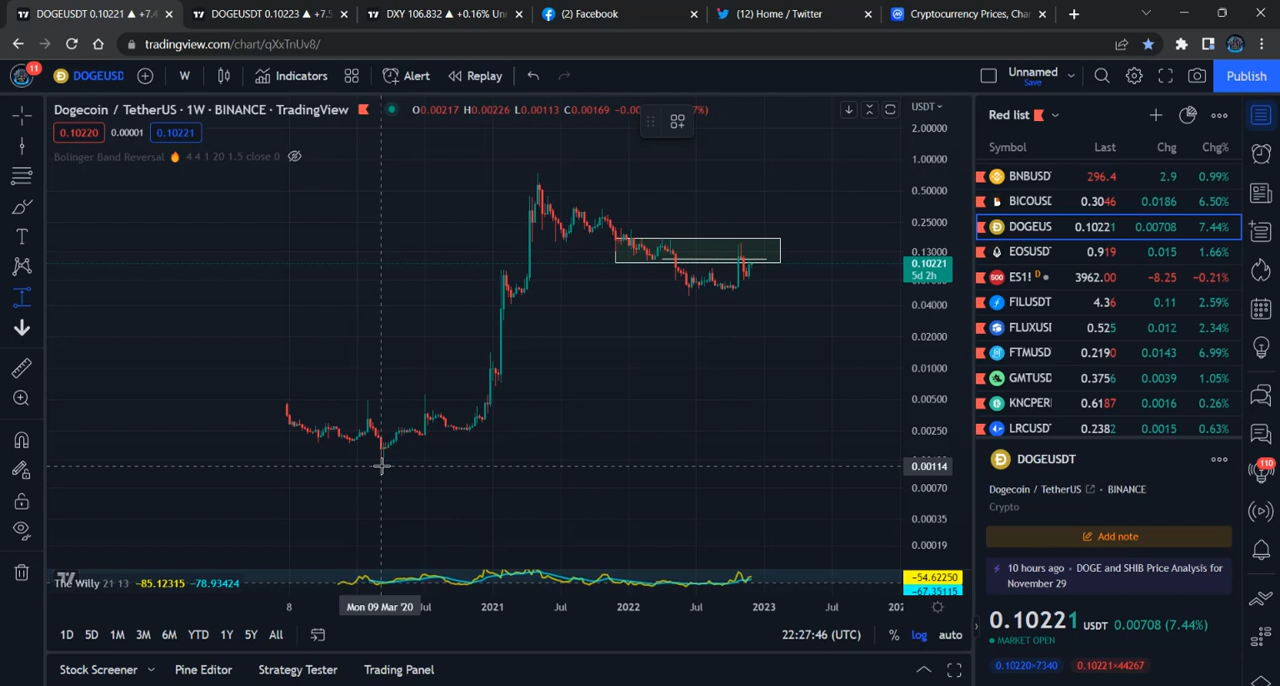 DOGEUSDT 0.10221 ▲ +7.4
DOGEUSDT 0.10223 ▲ +7.5
DXY 106.832 ▲ +0.16% Un
(2) Facebook
(12) Home / Twitter
Cryptocurrency Prices, Cha
tradingview.com/chart/qXxTnUv8/
11
DOGEUSD
W
Indicators
Alert
Replay
Unnamed
Save
Publish
Dogecoin / TetherUS · 1W · BINANCE · TradingView
O0.00217 H0.00226 L0.00113 C0.00169
0.10220 0.00001 0.10221
Bolinger Band Reversal 4 4 1 20 1.5 close 0
USDT
2.00000
1.00000
0.50000
0.25000
0.13000
0.10221
5d 2h
0.04000
0.02000
0.01000
0.00500
0.00250
0.00114
0.00070
0.00035
0.00019
The Willy 21 13 -85.12315 -78.93424
-54.62250
-67.35115
8
Mon 09 Mar '20
Jul
2021
Jul
2022
Jul
2023
Jul
202
1D 5D 1M 3M 6M YTD 1Y 5Y All
22:27:46 (UTC)
% log auto
Stock Screener
Pine Editor
Strategy Tester
Trading Panel
Red list
Symbol Last Chg Chg%
BNBUSD 296.4 2.9 0.99%
BICOUSD 0.3046 0.0186 6.50%
DOGEUS 0.10221 0.00708 7.44%
EOSUSD 0.919 0.015 1.66%
500 ES1! D 3962.00 -8.25 -0.21%
FILUSDT 4.36 0.11 2.59%
FLUXUSI 0.525 0.012 2.34%
FTMUSD 0.2190 0.0143 6.99%
GMTUSD 0.3756 0.0039 1.05%
KNCPER 0.6187 0.0016 0.26%
LRCUSD 0.2382 0.0015 0.63%
DOGEUSDT
Dogecoin / TetherUS · BINANCE
Crypto
Add note
10 hours ago · DOGE and SHIB Price Analysis for
November 29
0.10221 USDT 0.00708 (7.44%)
MARKET OPEN
0.10220×7340 0.10221×44267
110